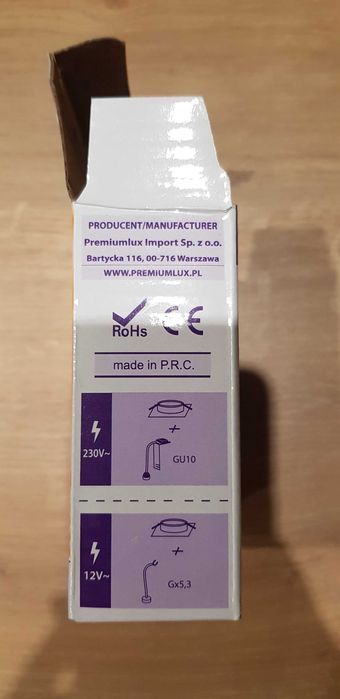 PRODUCENT/MANUFACTURER
Premiumlux Import Sp. z o.o.
Bartycka 116, 00-716 Warszawa
WWW.PREMIUMLUX.PL
RoHs CE
made in P.R.C.
230V~
GU10
12V~
Gx5,3